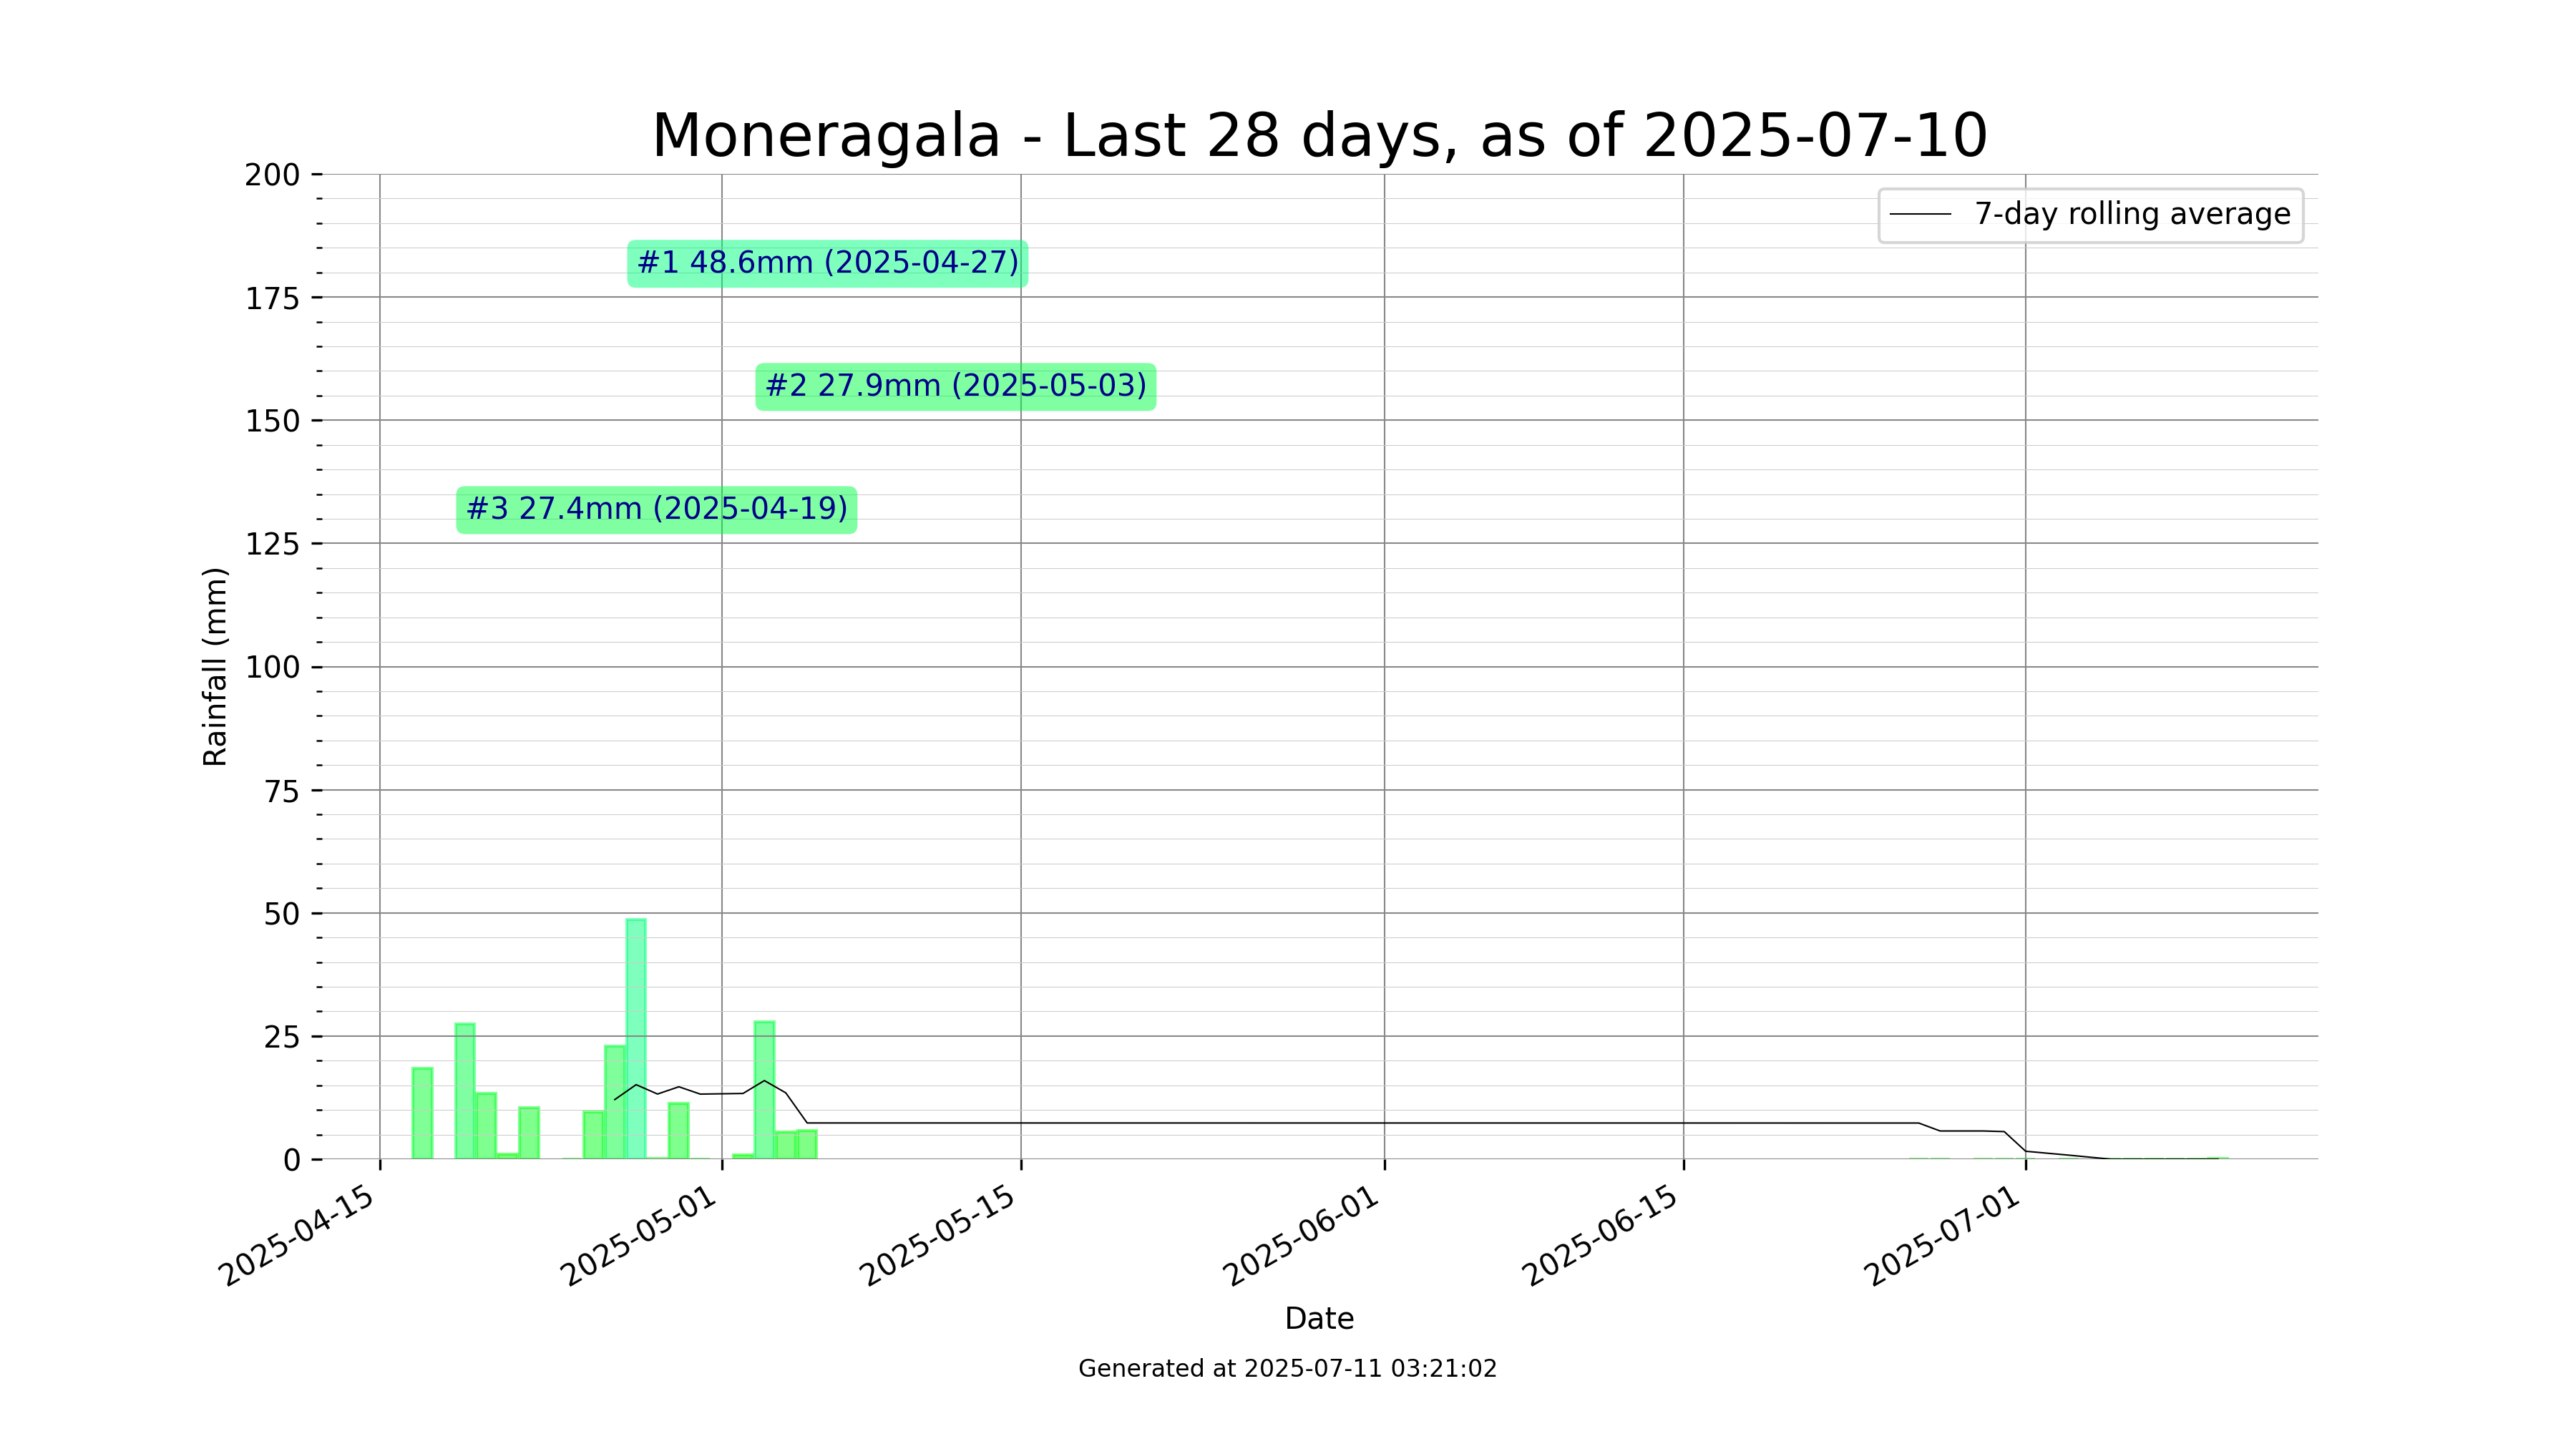 Moneragala - Last 28 days, as of 2025-07-10
7-day rolling average
#1 48.6mm (2025-04-27)
#2 27.9mm (2025-05-03)
#3 27.4mm (2025-04-19)
Rainfall (mm)
200
175
150
125
100
75
50
25
0
2025-04-15
2025-05-01
2025-05-15
2025-06-01
2025-06-15
2025-07-01
Date
Generated at 2025-07-11 03:21:02